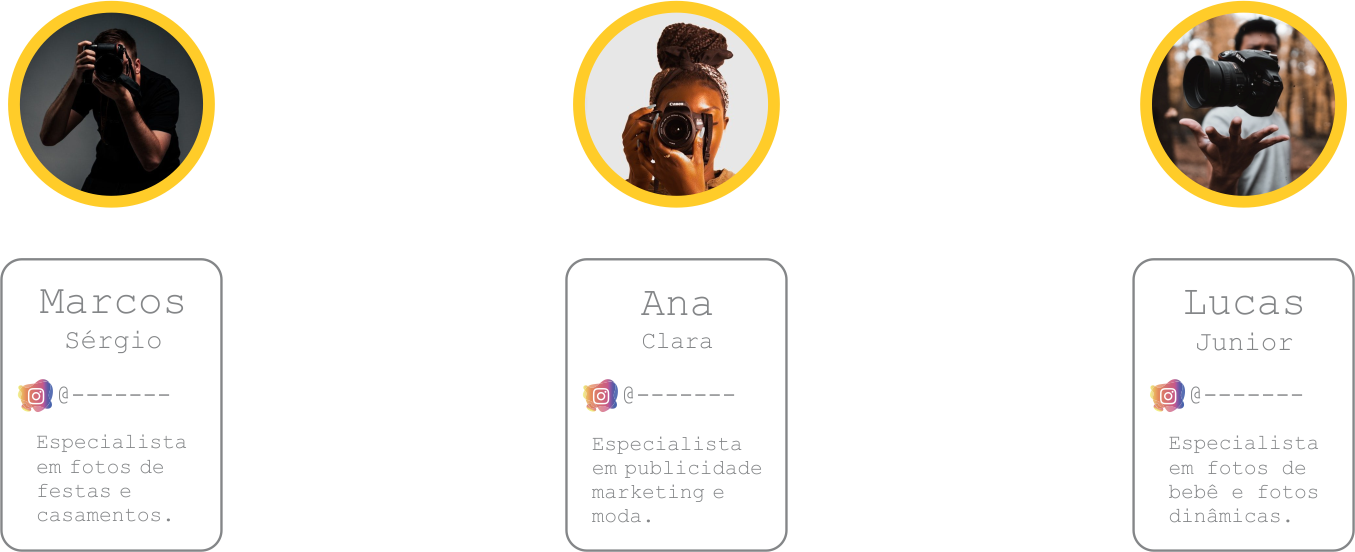 Marcos
Sérgio
@-------
Especialista
em fotos de
festas e
casamentos.
Ana
Clara
@-------
Especialista
em publicidade
marketing e
moda.
Lucas
Junior
@-------
Especialista
em fotos de
bebê e fotos
dinâmicas.